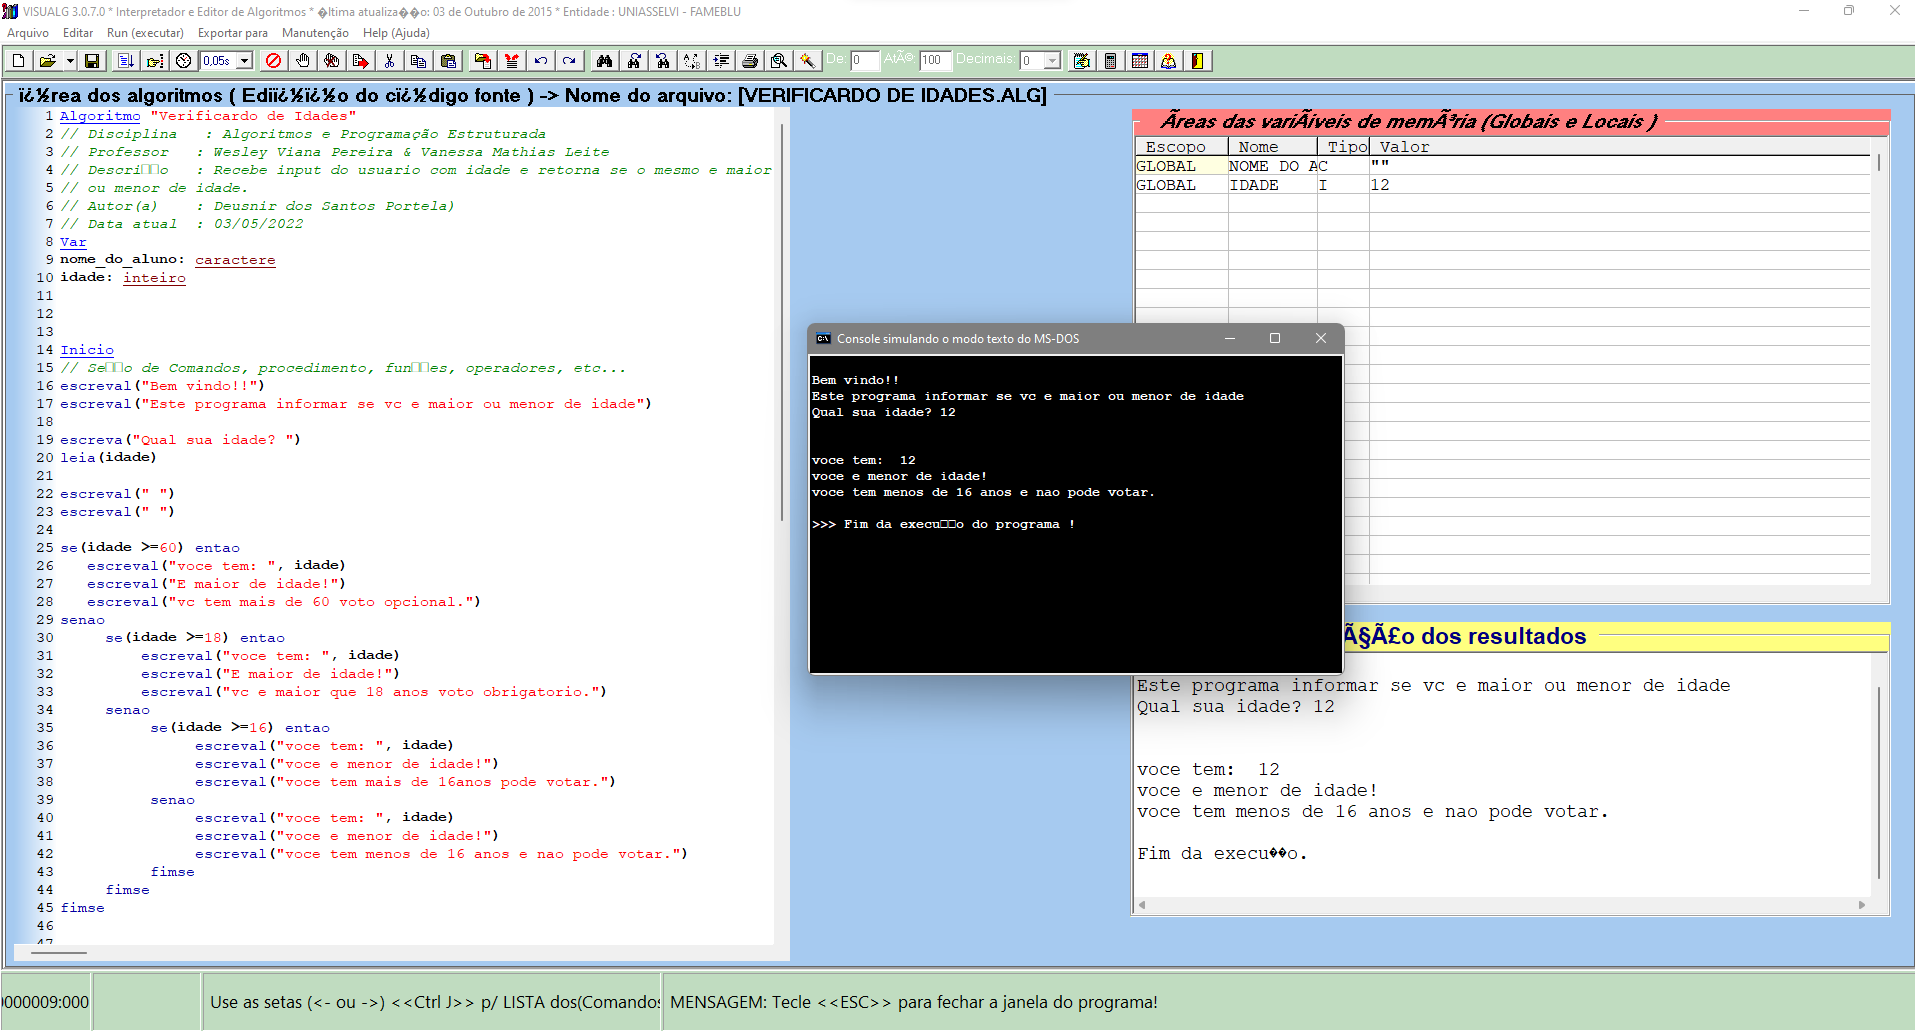 VISUALG 3.0.7.0 * Interpretador e Editor de Algoritmos * �ltima atualiza��o: 03 de Outubro de 2015 * Entidade : UNIASSELVI - FAMEBLU
Arquivo Editar Run (executar) Exportar para Manutenção Help (Ajuda)
0,05s De: 0 AtÃ©: 100 Decimais: 0
ï¿½rea dos algoritmos ( Ediï¿½ï¿½o do cï¿½digo fonte ) -> Nome do arquivo: [VERIFICARDO DE IDADES.ALG]
1 Algoritmo "Verificardo de Idades"
2 // Disciplina : Algoritmos e Programação Estruturada
3 // Professor : Wesley Viana Pereira & Vanessa Mathias Leite
4 // Descri□□o : Recebe input do usuario com idade e retorna se o mesmo e maior
5 // ou menor de idade.
6 // Autor(a) : Deusnir dos Santos Portela)
7 // Data atual : 03/05/2022
8 Var
9 nome_do_aluno: caractere
10 idade: inteiro
11
12
13
14 Inicio
15 // Se□□o de Comandos, procedimento, fun□□es, operadores, etc...
16 escreval("Bem vindo!!")
17 escreval("Este programa informar se vc e maior ou menor de idade")
18
19 escreva("Qual sua idade? ")
20 leia(idade)
21
22 escreval(" ")
23 escreval(" ")
24
25 se(idade >=60) entao
26 escreval("voce tem: ", idade)
27 escreval("E maior de idade!")
28 escreval("vc tem mais de 60 voto opcional.")
29 senao
30 se(idade >=18) entao
31 escreval("voce tem: ", idade)
32 escreval("E maior de idade!")
33 escreval("vc e maior que 18 anos voto obrigatorio.")
34 senao
35 se(idade >=16) entao
36 escreval("voce tem: ", idade)
37 escreval("voce e menor de idade!")
38 escreval("voce tem mais de 16anos pode votar.")
39 senao
40 escreval("voce tem: ", idade)
41 escreval("voce e menor de idade!")
42 escreval("voce tem menos de 16 anos e nao pode votar.")
43 fimse
44 fimse
45 fimse
46
47
Ãreas das variÃiveis de memÃ³ria (Globais e Locais )
Escopo Nome Tipo Valor
GLOBAL NOME DO A C ""
GLOBAL IDADE I 12
Console simulando o modo texto do MS-DOS
Bem vindo!!
Este programa informar se vc e maior ou menor de idade
Qual sua idade? 12
voce tem: 12
voce e menor de idade!
voce tem menos de 16 anos e nao pode votar.
>>> Fim da execu□□o do programa !
Ã§Ã£o dos resultados
Este programa informar se vc e maior ou menor de idade
Qual sua idade? 12
voce tem: 12
voce e menor de idade!
voce tem menos de 16 anos e nao pode votar.
Fim da execu��o.
0000009:000 Use as setas (<- ou ->) <<Ctrl J>> p/ LISTA dos(Comandos MENSAGEM: Tecle <<ESC>> para fechar a janela do programa!